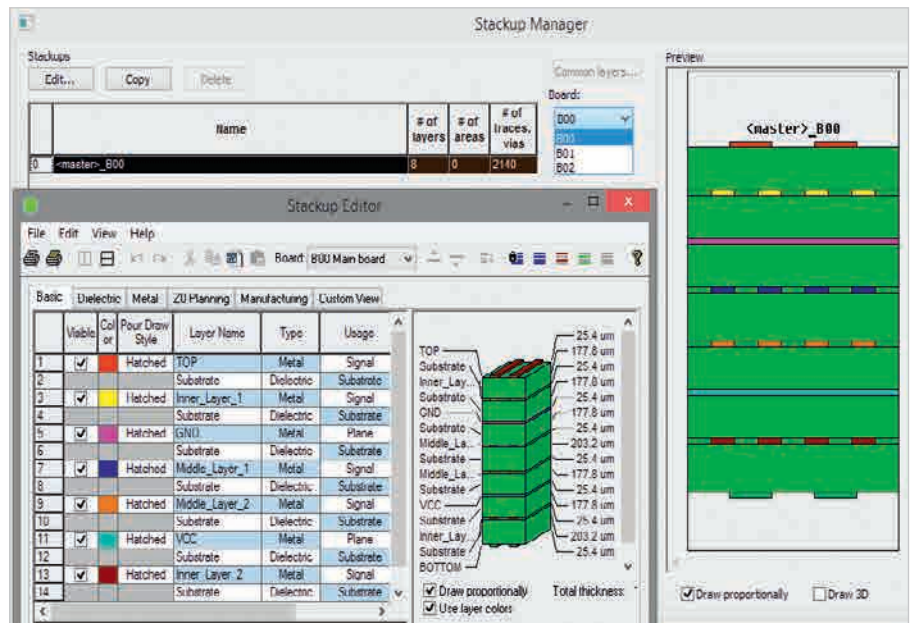 Stackup Manager
Stackups
Edit... Copy Delete
Common layers...
Board:
B00
B00
B01
B02
Name # of layers # of areas # of traces, vias
0 <master>_B00 8 0 2140
Preview
<master>_B00
Draw proportionally Draw 3D
Stackup Editor
File Edit View Help
Board: B00 Main board
Basic Dielectric Metal Z0 Planning Manufacturing Custom View
Visible Color Pour Draw Style Layer Name Type Usage
1 Hatched TOP Metal Signal
2 Substrate Dielectric Substrate
3 Hatched Inner_Layer_1 Metal Signal
4 Substrate Dielectric Substrate
5 Hatched GND Metal Plane
6 Substrate Dielectric Substrate
7 Hatched Middle_Layer_1 Metal Signal
8 Substrate Dielectric Substrate
9 Hatched Middle_Layer_2 Metal Signal
10 Substrate Dielectric Substrate
11 Hatched VCC Metal Plane
12 Substrate Dielectric Substrate
13 Hatched Inner_Layer_2 Metal Signal
14 Substrate Dielectric Substrate
TOP
Substrate
Inner_Lay...
Substrate
GND
Substrate
Middle_La...
Substrate
Middle_La...
Substrate
VCC
Substrate
Inner_Lay
Substrate
BOTTOM
25.4 um
177.8 um
25.4 um
177.8 um
25.4 um
177.8 um
203.2 um
25.4 um
177.8 um
25.4 um
177.8 um
25.4 um
203.2 um
25.4 um
Draw proportionally Total thickness:
Use layer colors